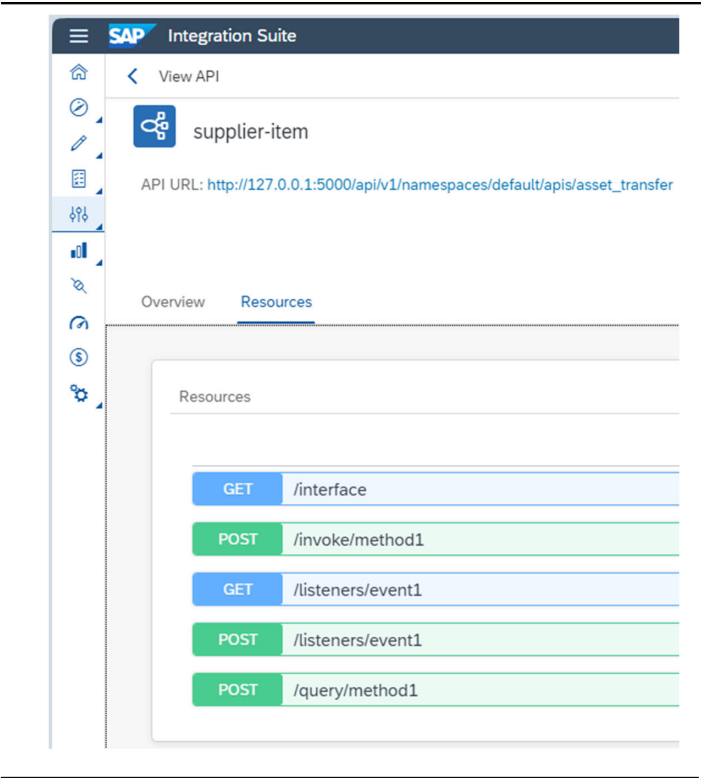 SAP Integration Suite
View API
supplier-item
API URL: http://127.0.0.1:5000/api/v1/namespaces/default/apis/asset_transfer
Overview Resources
Resources
GET /interface
POST /invoke/method1
GET /listeners/event1
POST /listeners/event1
POST /query/method1